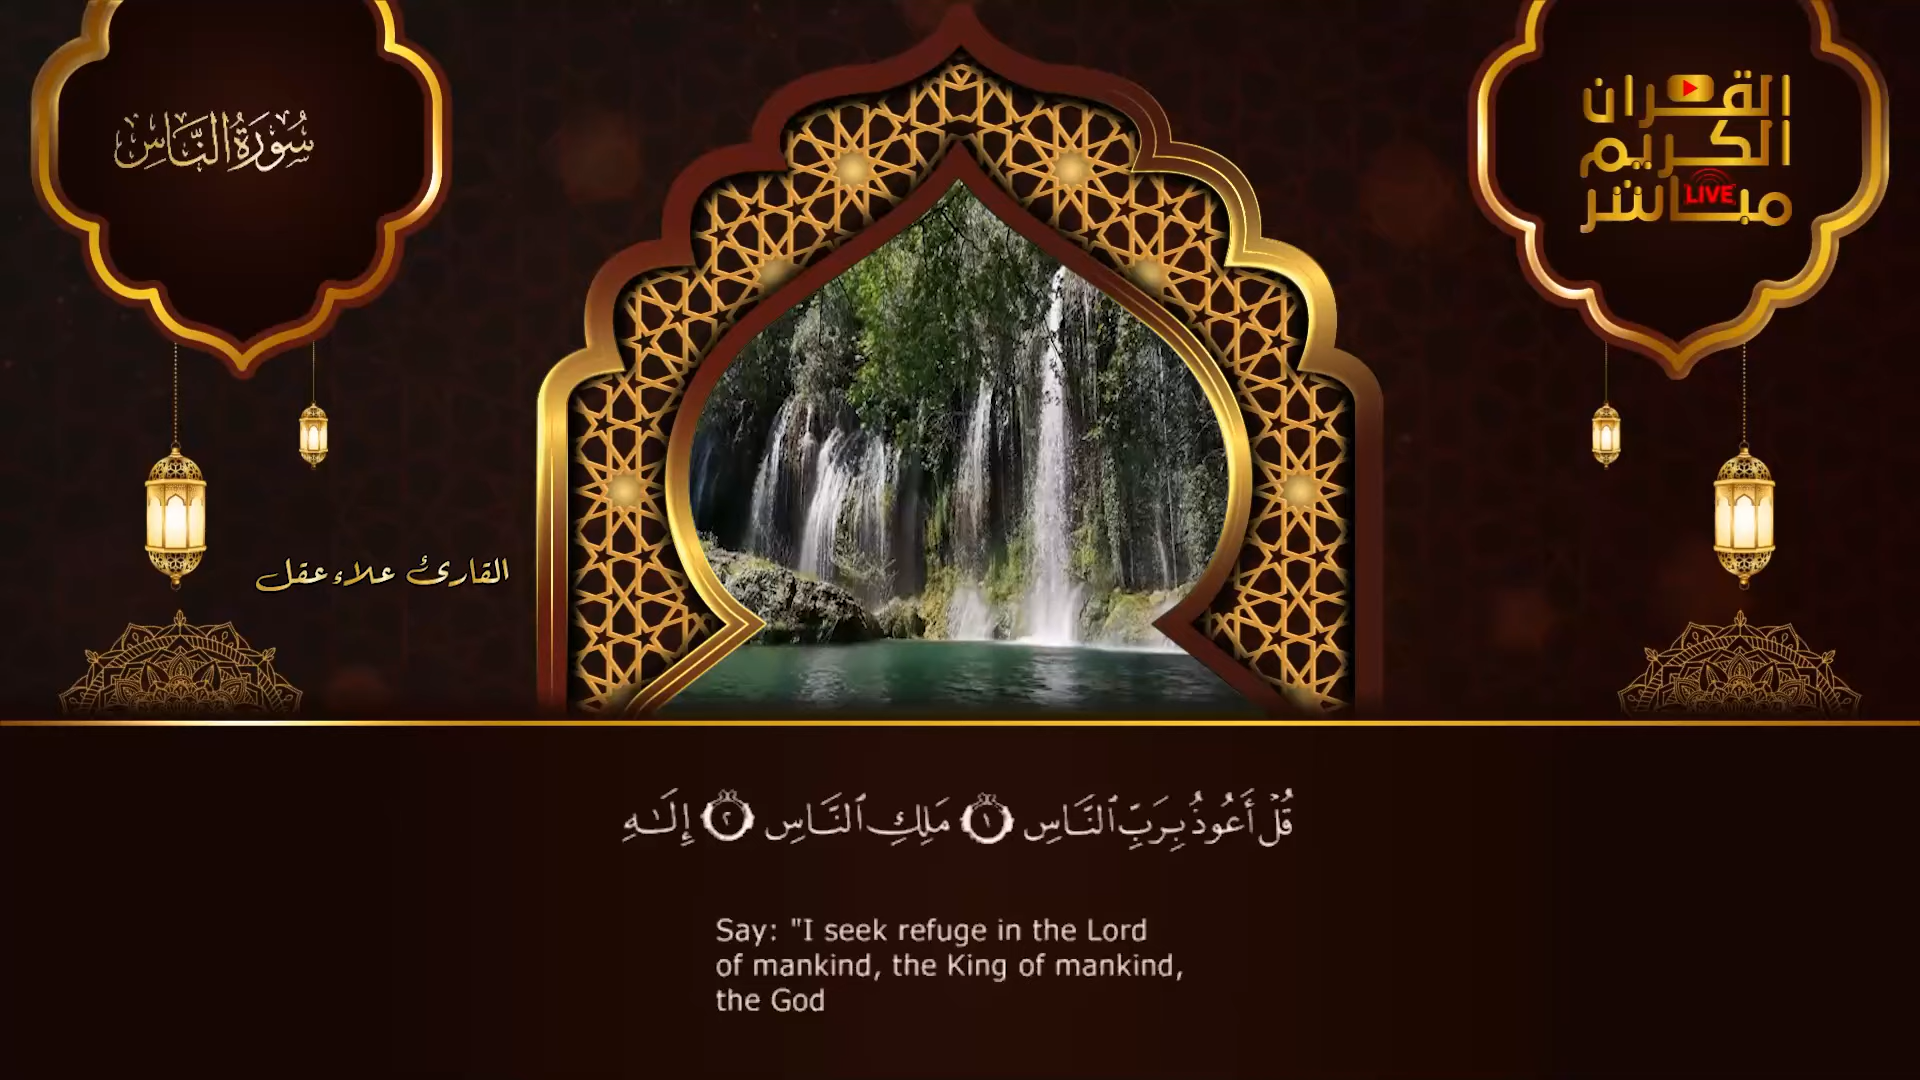 سُورَةُ النَّاسِ
القران
الكريم
مباشر
LIVE
القارئ علاء عقل
قُلۡ أَعُوذُ بِرَبِّ ٱلنَّاسِ ١ مَلِكِ ٱلنَّاسِ ٢ إِلَٰهِ
Say: "I seek refuge in the Lord
of mankind, the King of mankind,
the God